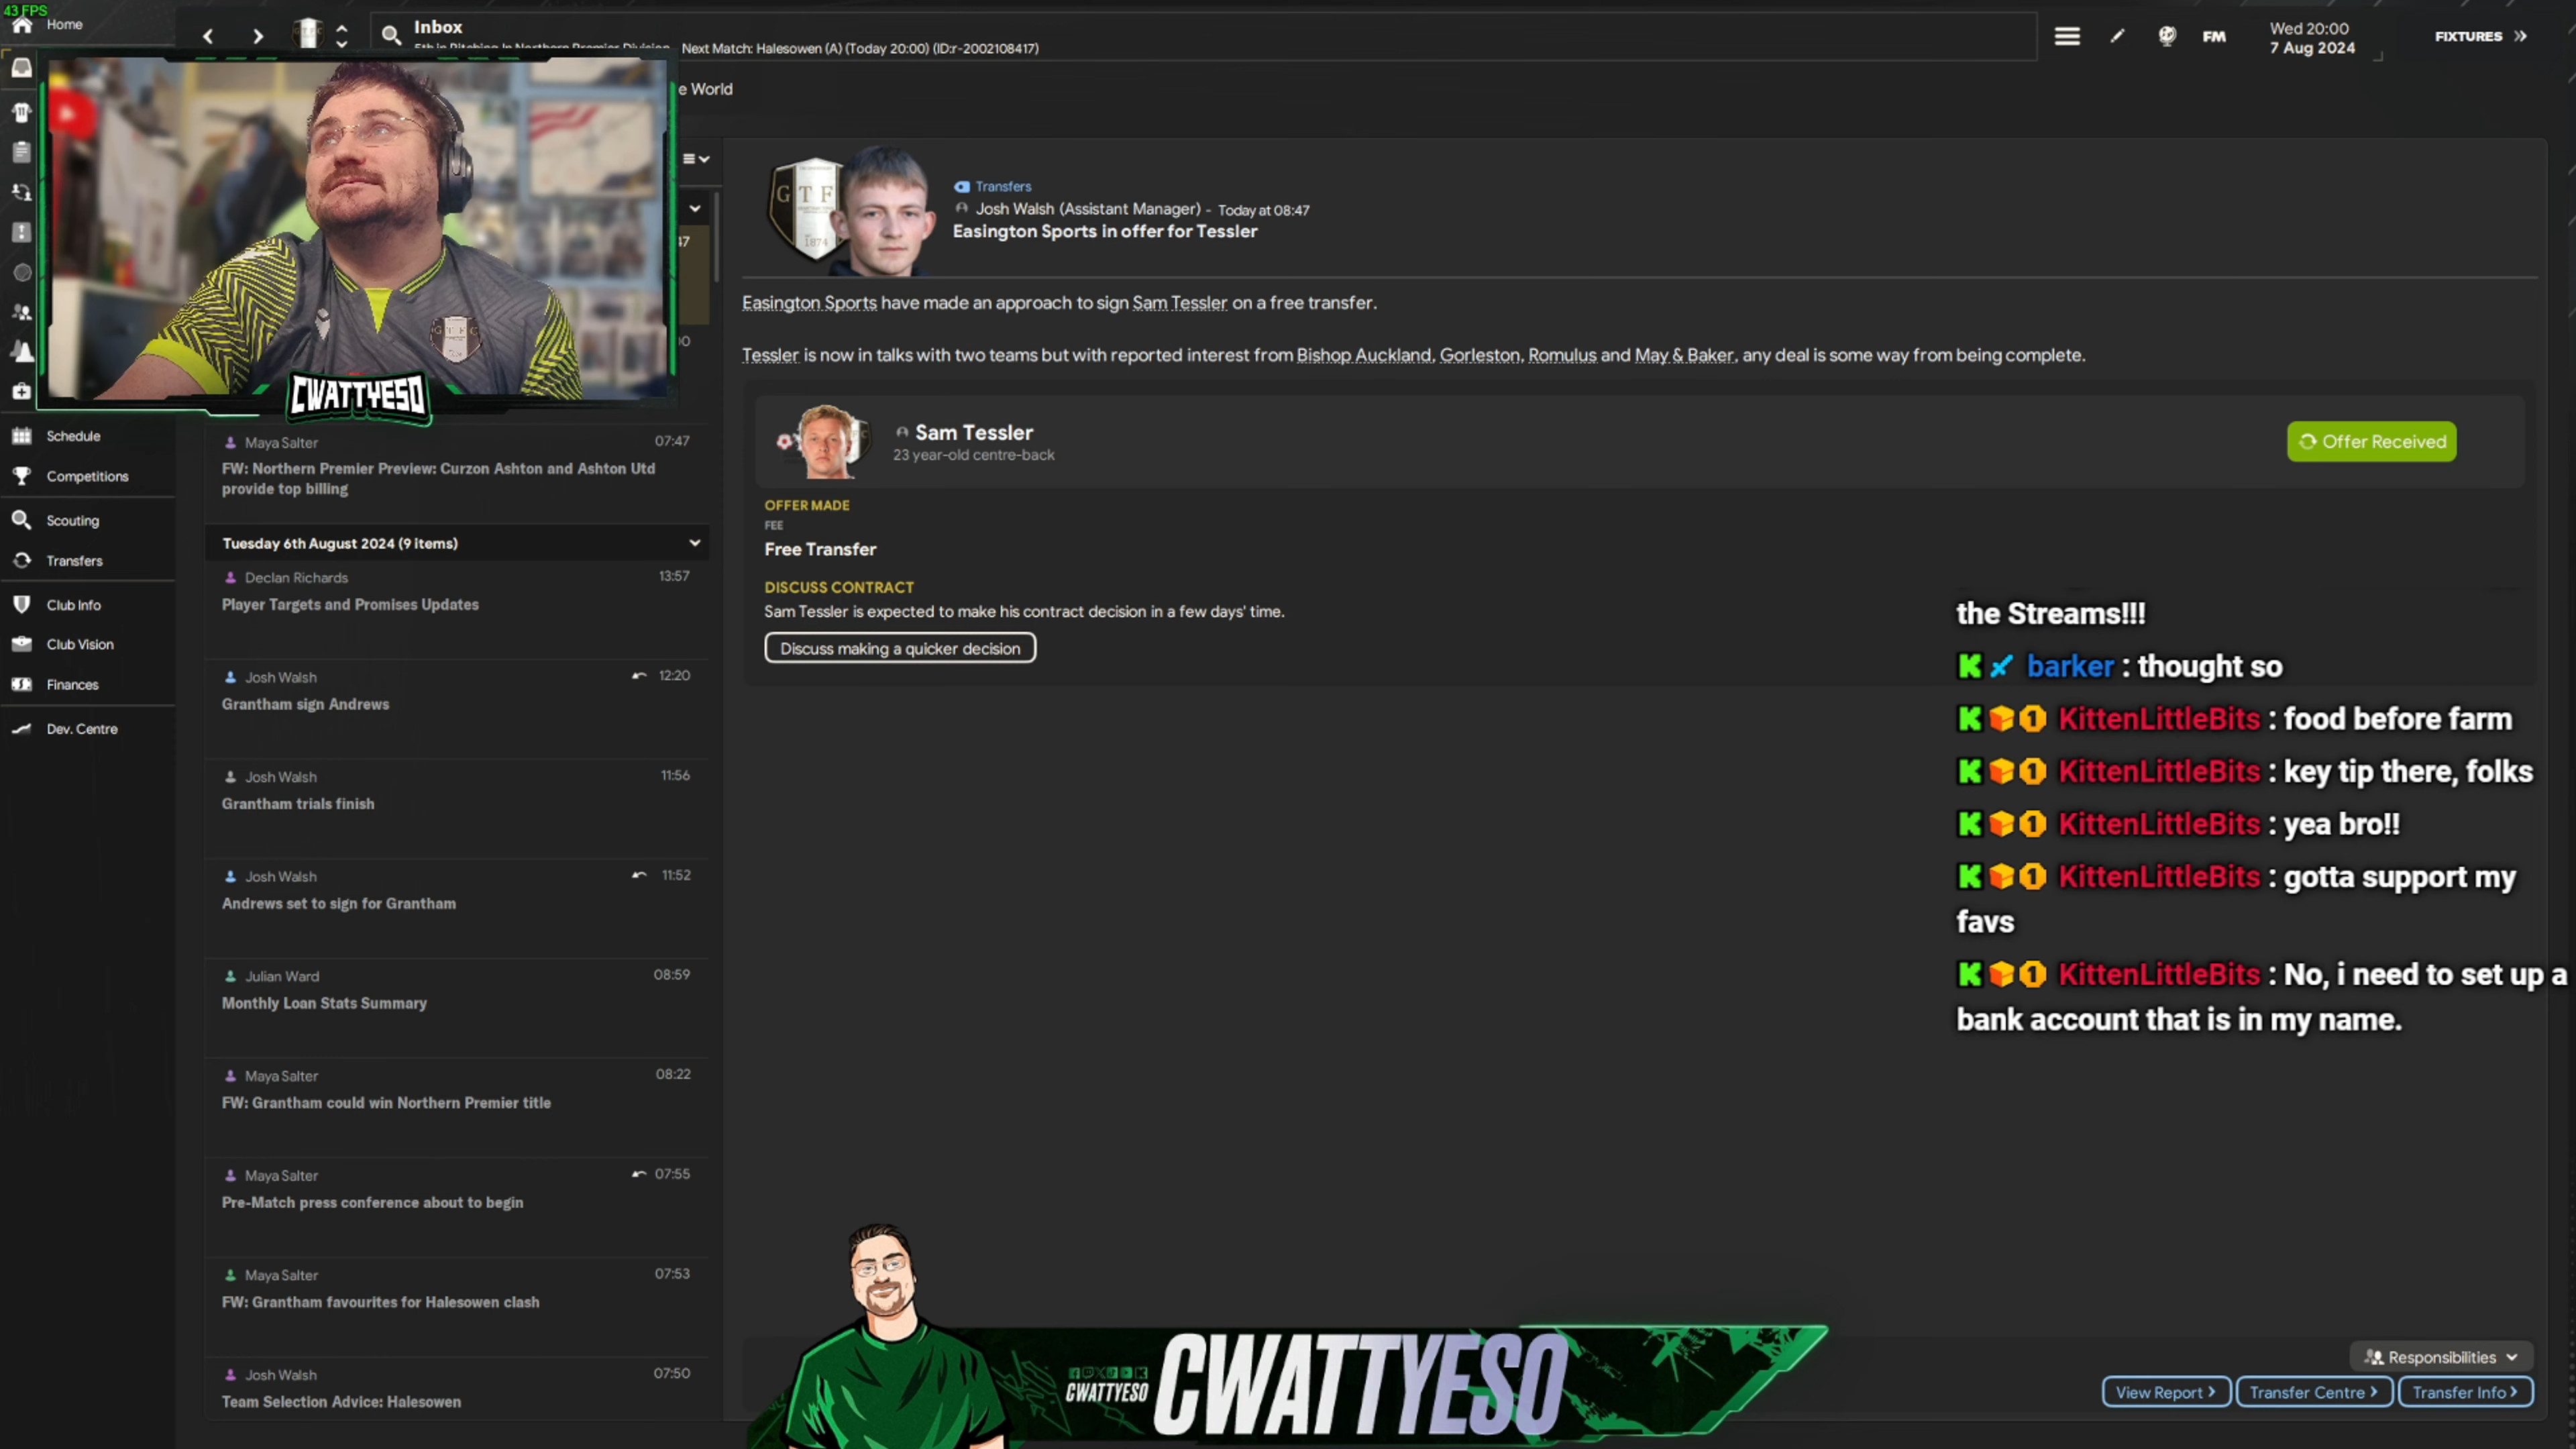 43 FPS
Home
Inbox
5th in Pitching In Northern Premier Division
Next Match: Halesowen (A) (Today 20:00) (ID:r-2002108417)
FM
Wed 20:00
7 Aug 2024
FIXTURES
e World
GTF
1874
Transfers
Josh Walsh (Assistant Manager) - Today at 08:47
Easington Sports in offer for Tessler
Easington Sports have made an approach to sign Sam Tessler on a free transfer.
Tessler is now in talks with two teams but with reported interest from Bishop Auckland, Gorleston, Romulus and May & Baker, any deal is some way from being complete.
Sam Tessler
23 year-old centre-back
Offer Received
OFFER MADE
FEE
Free Transfer
DISCUSS CONTRACT
Sam Tessler is expected to make his contract decision in a few days' time.
Discuss making a quicker decision
47
00
GTFC
CWATTYESO
Schedule
Competitions
Scouting
Transfers
Club Info
Club Vision
Finances
Dev. Centre
Maya Salter 07:47
FW: Northern Premier Preview: Curzon Ashton and Ashton Utd
provide top billing
Tuesday 6th August 2024 (9 items)
Declan Richards 13:57
Player Targets and Promises Updates
Josh Walsh 12:20
Grantham sign Andrews
Josh Walsh 11:56
Grantham trials finish
Josh Walsh 11:52
Andrews set to sign for Grantham
Julian Ward 08:59
Monthly Loan Stats Summary
Maya Salter 08:22
FW: Grantham could win Northern Premier title
Maya Salter 07:55
Pre-Match press conference about to begin
Maya Salter 07:53
FW: Grantham favourites for Halesowen clash
Josh Walsh 07:50
Team Selection Advice: Halesowen
the Streams!!!
barker : thought so
KittenLittleBits : food before farm
KittenLittleBits : key tip there, folks
KittenLittleBits : yea bro!!
KittenLittleBits : gotta support my
favs
KittenLittleBits : No, i need to set up a
bank account that is in my name.
CWATTYESO
CWATTYESO
Responsibilities
View Report
Transfer Centre
Transfer Info